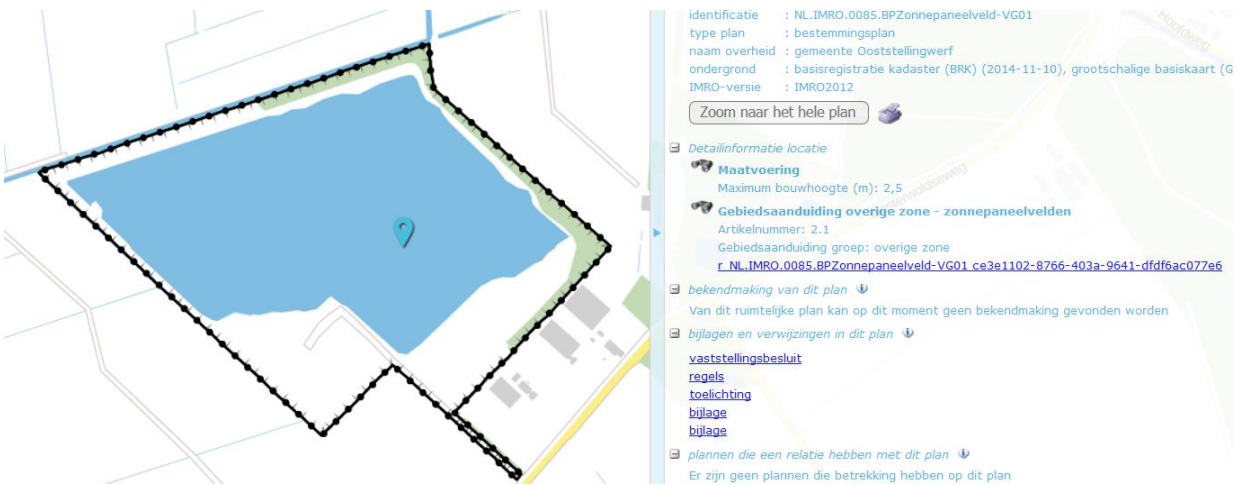 identificatie : NL.IMRO.0085.BPZonnepaneelveld-VG01
type plan : bestemmingsplan
naam overheid : gemeente Ooststellingwerf
ondergrond : basisregistratie kadaster (BRK) (2014-11-10), grootschalige basiskaart (G
IMRO-versie : IMRO2012
Zoom naar het hele plan
Detailinformatie locatie
Maatvoering
Maximum bouwhoogte (m): 2,5
Gebiedsaanduiding overige zone - zonnepaneelvelden
Artikelnummer: 2.1
Gebiedsaanduiding groep: overige zone
r_NL.IMRO.0085.BPZonnepaneelveld-VG01_ce3e1102-8766-403a-9641-dfdf6ac077e6
bekendmaking van dit plan
Van dit ruimtelijke plan kan op dit moment geen bekendmaking gevonden worden
bijlagen en verwijzingen in dit plan
vaststellingsbesluit
regels
toelichting
bijlage
bijlage
plannen die een relatie hebben met dit plan
Er zijn geen plannen die betrekking hebben op dit plan
Hoofdweg